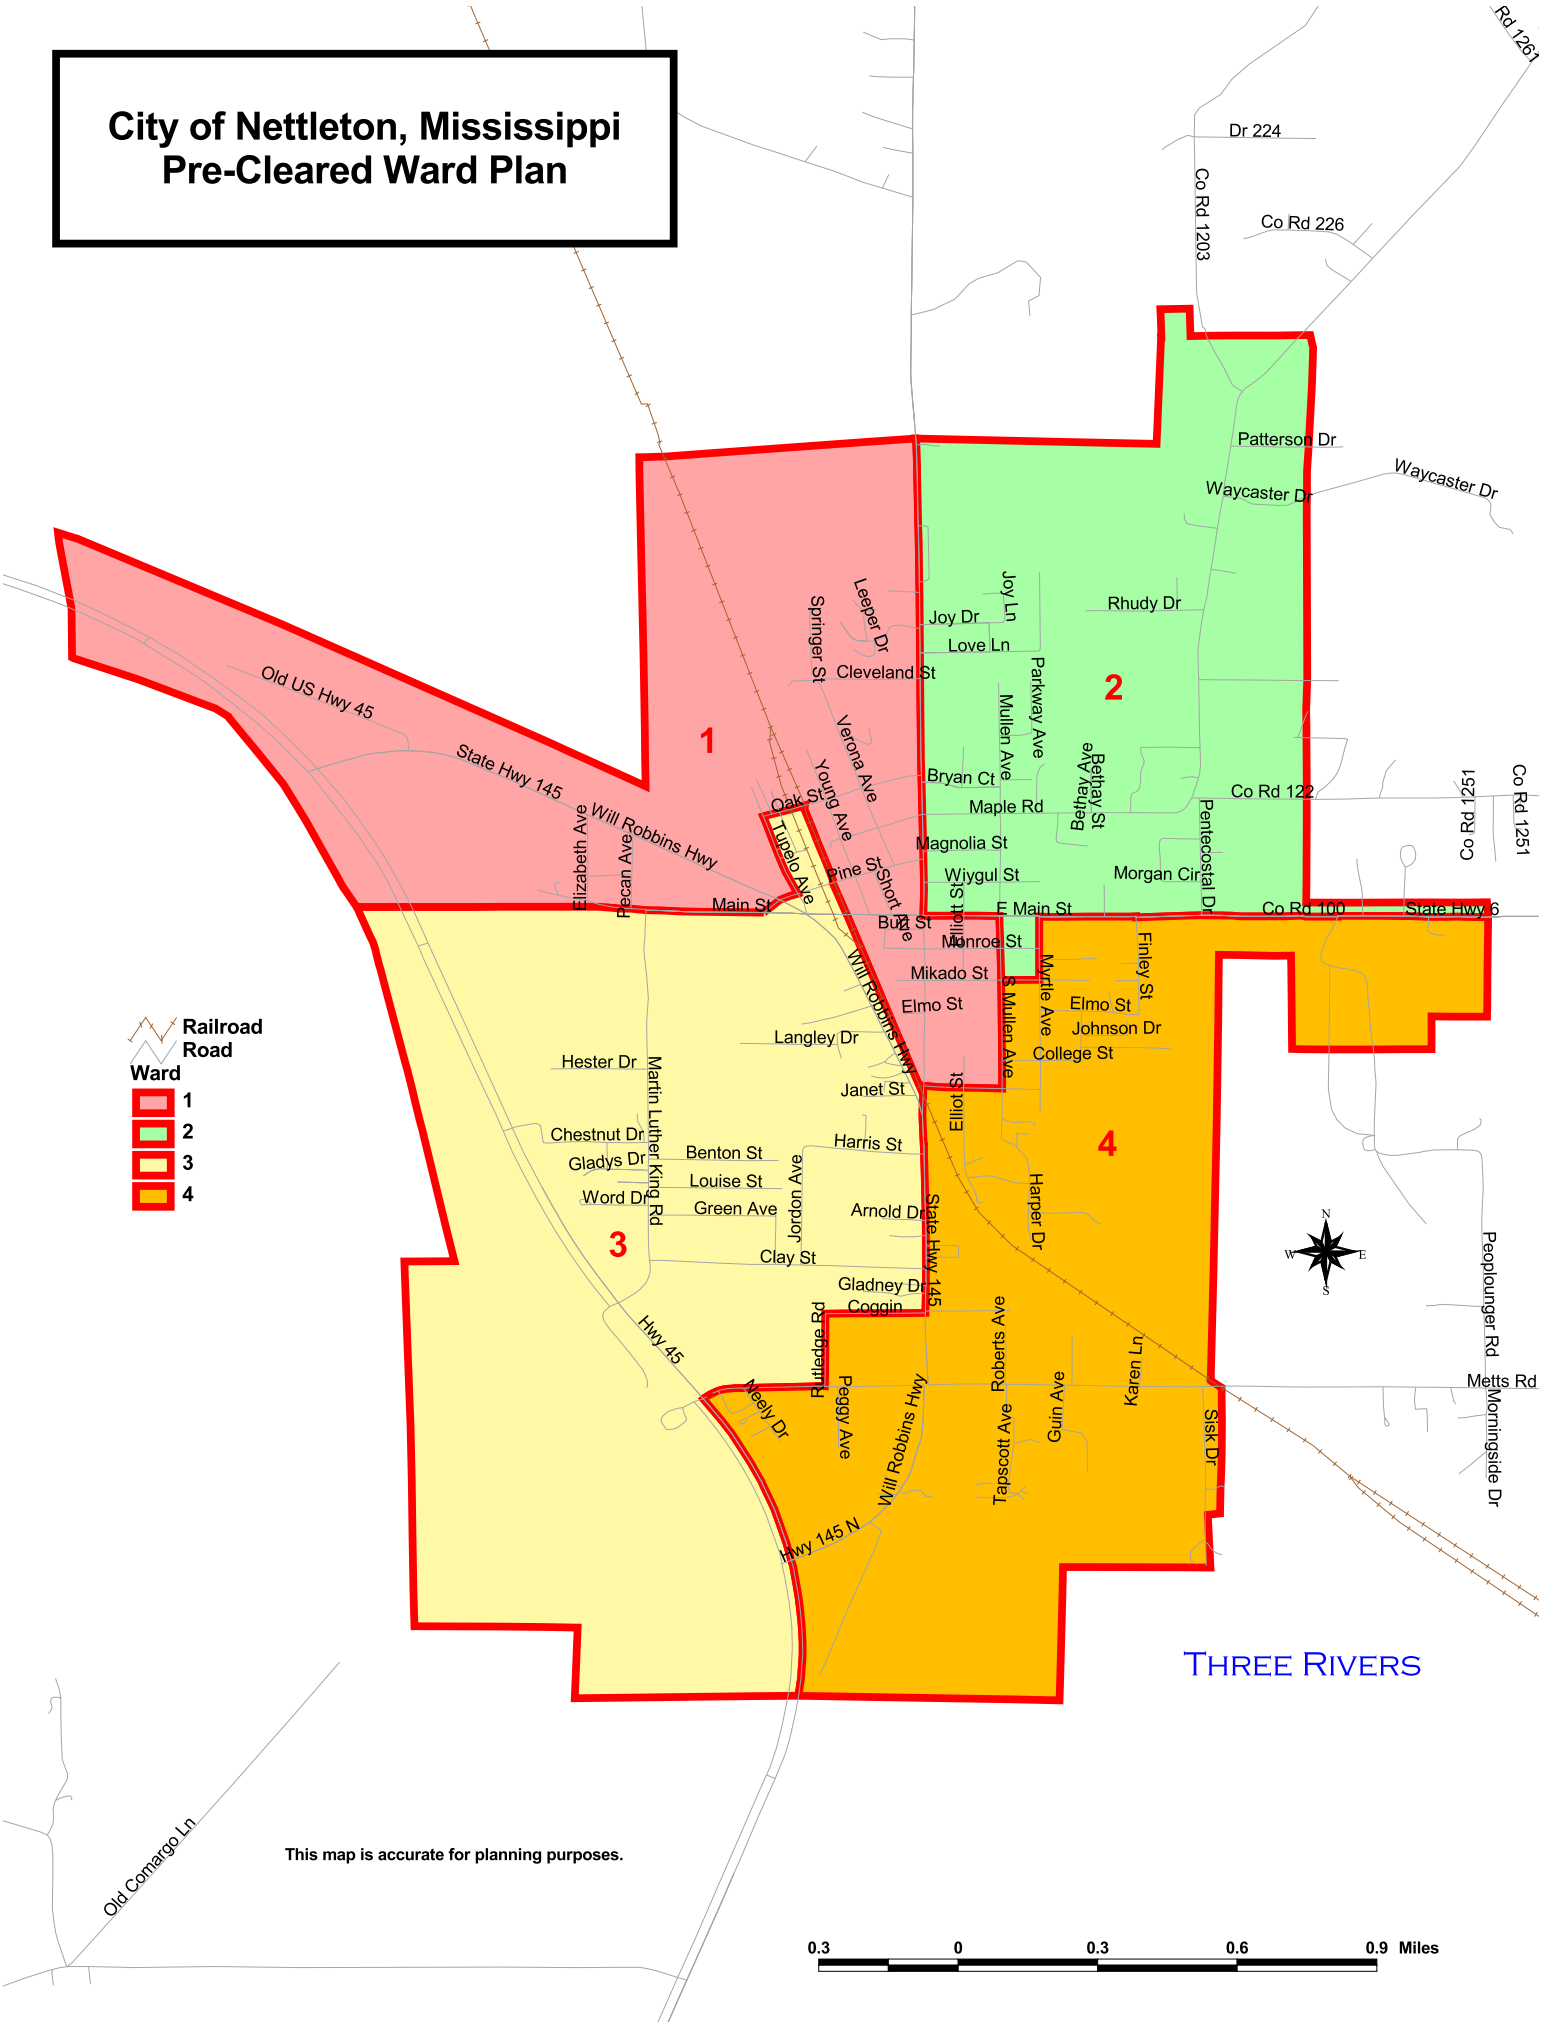 City of Nettleton, Mississippi
Pre-Cleared Ward Plan
Rd 1261
Dr 224
Co Rd 1203
Co Rd 226
Patterson Dr
Waycaster Dr
Waycaster Dr
Leeper Dr
Springer St
Joy Ln
Joy Dr
Rhudy Dr
Love Ln
Cleveland St
Parkway Ave
Mullen Ave
2
1
Old US Hwy 45
State Hwy 145
Verona Ave
Young Ave
Bryan Ct
Bethay Ave
Bethay St
Oak St
Maple Rd
Co Rd 122
Co Rd 1251
Co Rd 1251
Will Robbins Hwy
Elizabeth Ave
Pecan Ave
Tupelo Ave
Magnolia St
Pine St
Short Ave
Wiygul St
Morgan Cir
Pentecostal Dr
Main St
E Main St
Co Rd 100
State Hwy 6
Butt St
Elliott St
Monroe St
Mikado St
Elmo St
Will Robbins Hwy
S Mullen Ave
Myrtle Ave
Finley St
Elmo St
Johnson Dr
College St
Langley Dr
Hester Dr
Janet St
Elliot St
Martin Luther King Rd
Chestnut Dr
Gladys Dr
Benton St
Harris St
4
Louise St
Word Dr
Green Ave
Jordon Ave
Arnold Dr
State Hwy 145
Harper Dr
3
Clay St
Gladney Dr
Coggin
Rutledge Rd
Hwy 45
Roberts Ave
Karen Ln
Peoplounger Rd
Metts Rd
Neely Dr
Peggy Ave
Will Robbins Hwy
Tapscott Ave
Guin Ave
Sisk Dr
Morningside Dr
Hwy 145 N
Railroad
Road
Ward
1
2
3
4
N
W E
S
Three Rivers
Old Comargo Ln
This map is accurate for planning purposes.
0.3 0 0.3 0.6 0.9 Miles